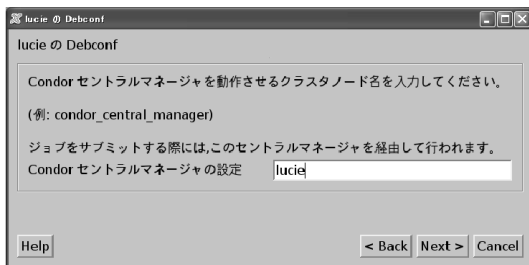 lucie の Debconf
lucie の Debconf
Condor セントラルマネージャを動作させるクラスタノード名を入力してください。
(例: condor_central_manager)
ジョブをサブミットする際には,このセントラルマネージャを経由して行われます。
Condor セントラルマネージャの設定 lucie
Help < Back Next > Cancel